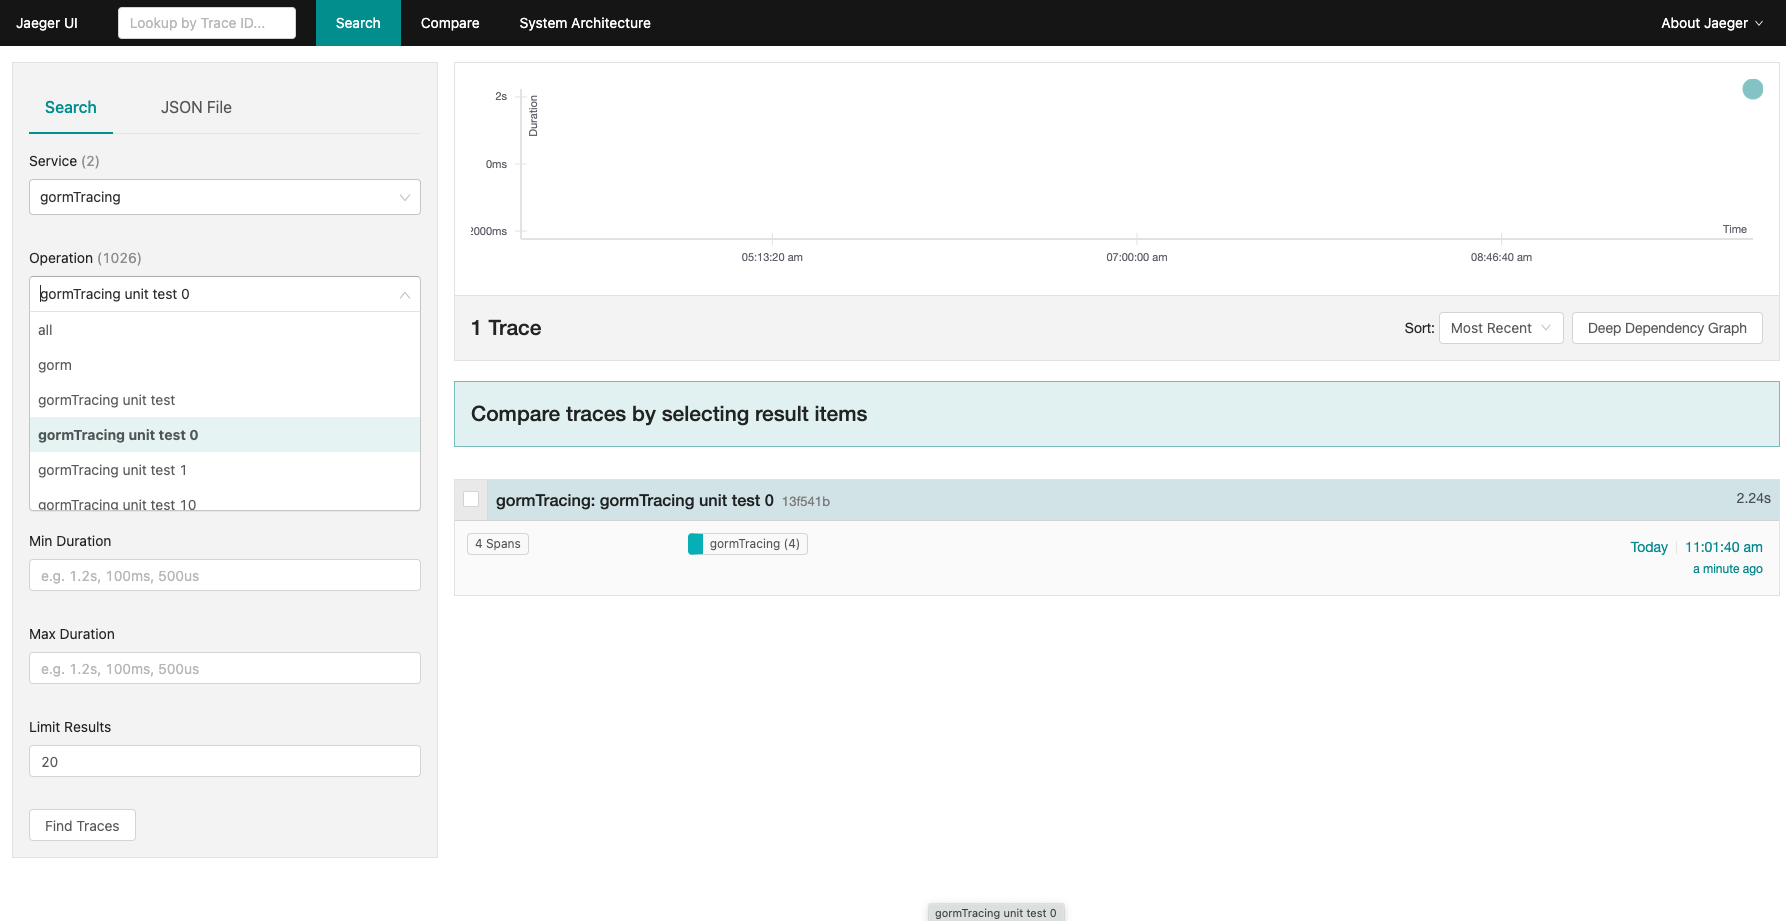 Jaeger UI
Lookup by Trace ID...
Search
Compare
System Architecture
About Jaeger
Search
JSON File
Service (2)
gormTracing
Operation (1026)
gormTracing unit test 0
all
gorm
gormTracing unit test
gormTracing unit test 0
gormTracing unit test 1
gormTracing unit test 10
Min Duration
e.g. 1.2s, 100ms, 500us
Max Duration
e.g. 1.2s, 100ms, 500us
Limit Results
20
Find Traces
2s
Duration
0ms
2000ms
Time
05:13:20 am
07:00:00 am
08:46:40 am
1 Trace
Sort:
Most Recent
Deep Dependency Graph
Compare traces by selecting result items
gormTracing: gormTracing unit test 0 13f541b
2.24s
4 Spans
gormTracing (4)
Today
11:01:40 am
a minute ago
gormTracing unit test 0